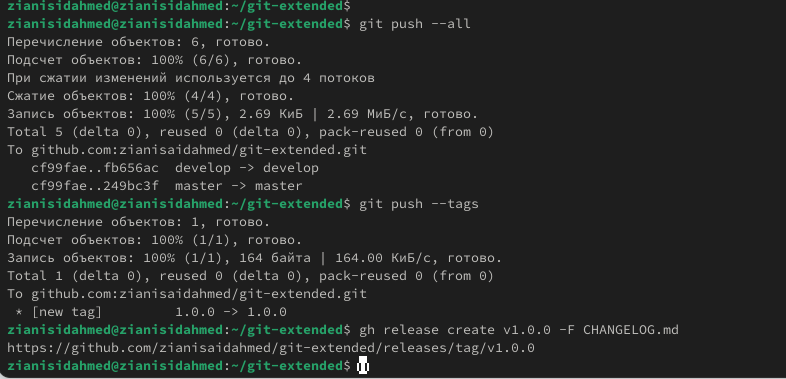 zianisidahmed@zianisidahmed:~/git-extended$
zianisidahmed@zianisidahmed:~/git-extended$ git push --all
Перечисление объектов: 6, готово.
Подсчет объектов: 100% (6/6), готово.
При сжатии изменений используется до 4 потоков
Сжатие объектов: 100% (4/4), готово.
Запись объектов: 100% (5/5), 2.69 КиБ | 2.69 МиБ/с, готово.
Total 5 (delta 0), reused 0 (delta 0), pack-reused 0 (from 0)
To github.com:zianisaidahmed/git-extended.git
   cf99fae..fb656ac  develop -> develop
   cf99fae..249bc3f  master -> master
zianisidahmed@zianisidahmed:~/git-extended$ git push --tags
Перечисление объектов: 1, готово.
Подсчет объектов: 100% (1/1), готово.
Запись объектов: 100% (1/1), 164 байта | 164.00 КиБ/с, готово.
Total 1 (delta 0), reused 0 (delta 0), pack-reused 0 (from 0)
To github.com:zianisaidahmed/git-extended.git
 * [new tag]         1.0.0 -> 1.0.0
zianisidahmed@zianisidahmed:~/git-extended$ gh release create v1.0.0 -F CHANGELOG.md
https://github.com/zianisaidahmed/git-extended/releases/tag/v1.0.0
zianisidahmed@zianisidahmed:~/git-extended$